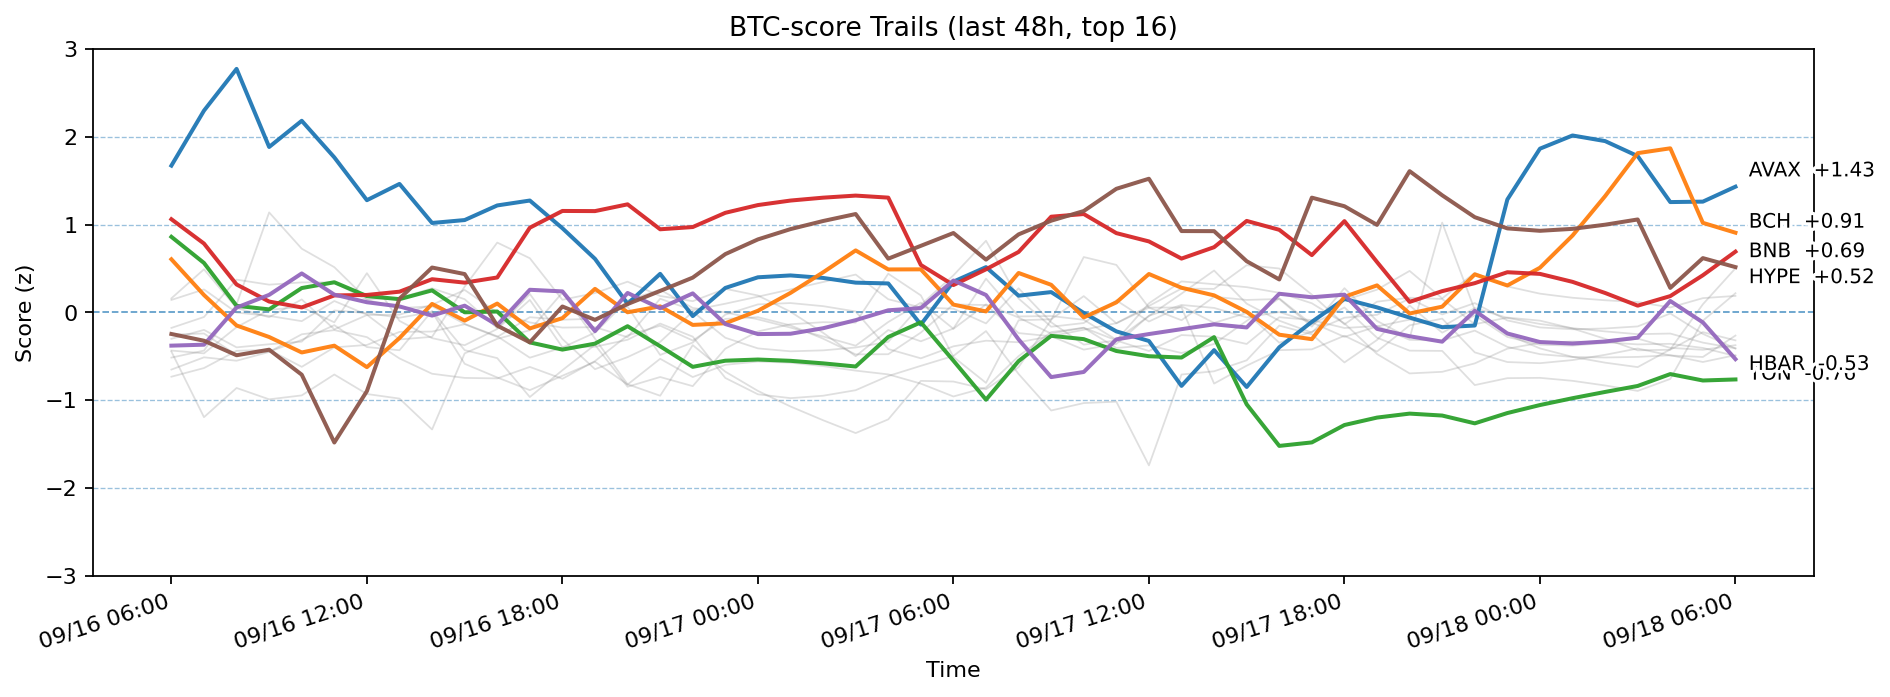 BTC-score Trails (last 48h, top 16)
Score (z)
3
2
1
0
−1
−2
−3
AVAX +1.43
BCH +0.91
BNB +0.69
HYPE +0.52
HBAR -0.53
TON -0.76
09/16 06:00
09/16 12:00
09/16 18:00
09/17 00:00
09/17 06:00
09/17 12:00
09/17 18:00
09/18 00:00
09/18 06:00
Time